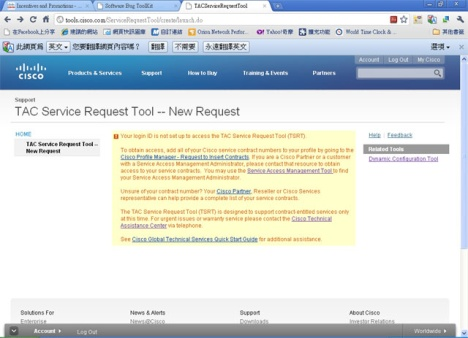 Incentives and Promotions -
Software Bug Toolkit
TACServiceRequestTool
tools.cisco.com/ServiceRequestTool/create/launch.do
在Facebook上分享
建議的網站
網頁快訊圖庫
自訂連結
Orion Network Perfor...
Yahoo!奇摩
擴充功能
World Time Clock &...
其他書籤
此網頁為 英文 您要翻譯網頁內容嗎? 翻譯 不需要 永遠翻譯英文
選項
Account Log Out My Cisco
CISCO
Products & Services Support How to Buy Training & Events Partners
Support
TAC Service Request Tool -- New Request
HOME
TAC Service Request Tool --
New Request
Your login ID is not set up to access the TAC Service Request Tool (TSRT).
To obtain access, add all of your Cisco service contract numbers to your profile by going to the
Cisco Profile Manager - Request to Insert Contracts. If you are a Cisco Partner or a customer
with a Service Access Management Administrator, please contact that resource to obtain
access to your service contracts. You may use the Service Access Management Tool to find
your Service Access Management Administrator.
Unsure of your contract number? Your Cisco Partner, Reseller or Cisco Services
representative can help provide a complete list of your service contracts.
The TAC Service Request Tool (TSRT) is designed to support contract entitled services only
at this time. For urgent issues or warranty service please contact the Cisco Technical
Assistance Center via telephone.
See Cisco Global Technical Services Quick Start Guide for additional assistance.
Help | Feedback
Related Tools:
Dynamic Configuration Tool
Solutions For News & Alerts Support About Cisco
Enterprise News@Cisco Downloads Investor Relations
Account Log Out
Worldwide